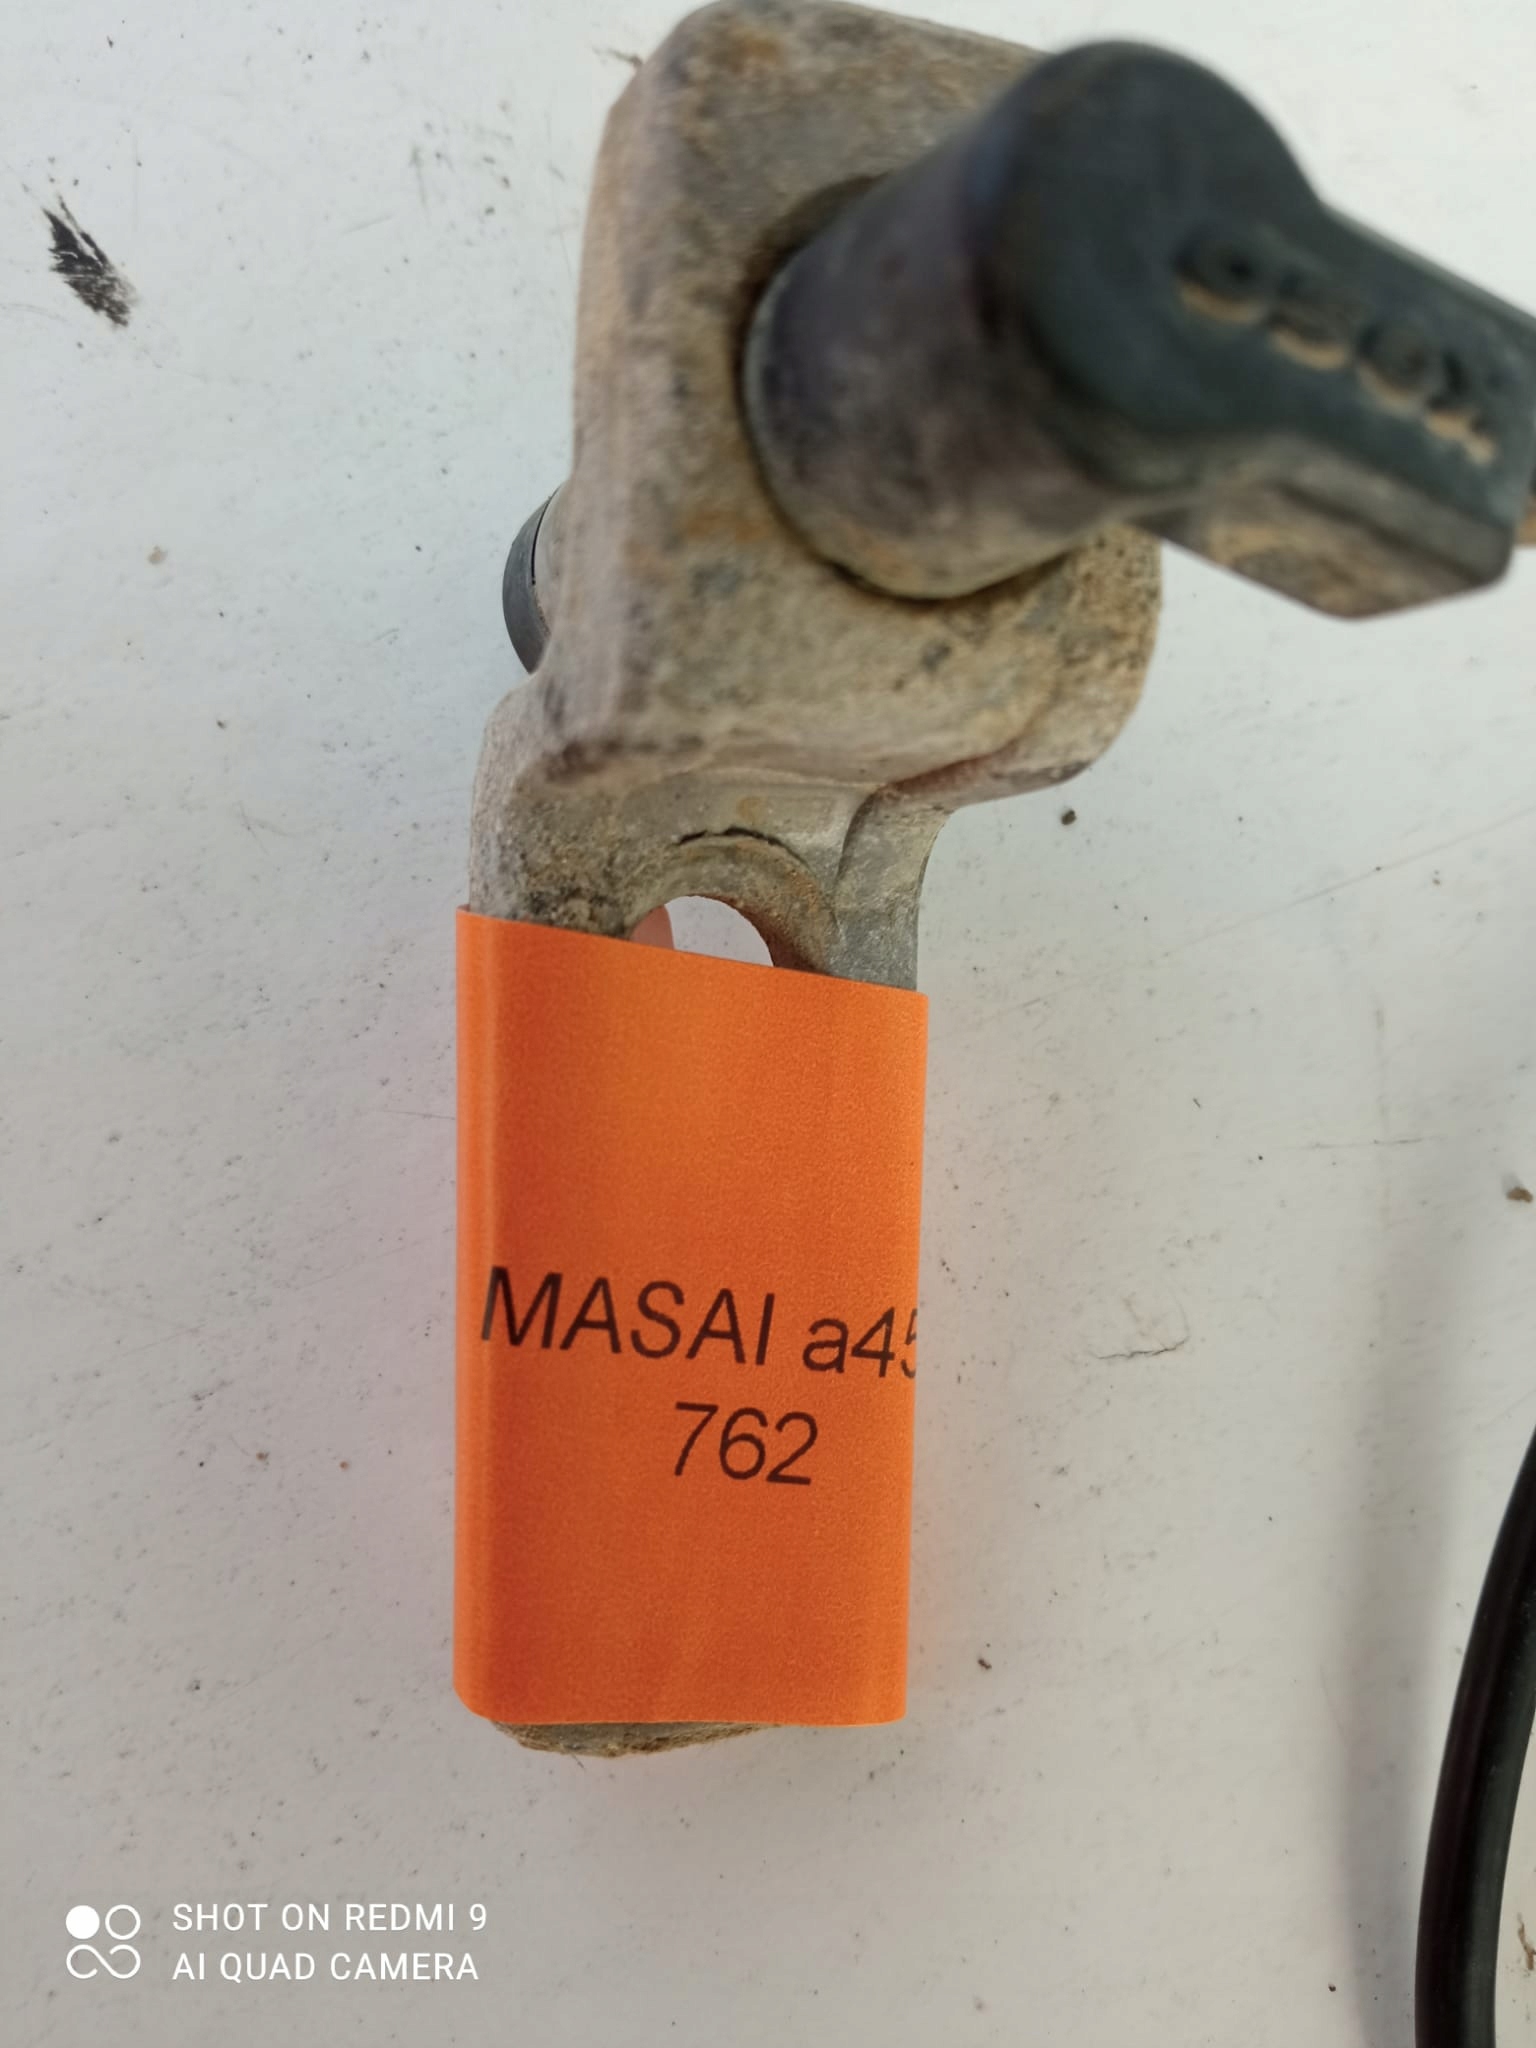 MASAI a45
762
SHOT ON REDMI 9
AI QUAD CAMERA